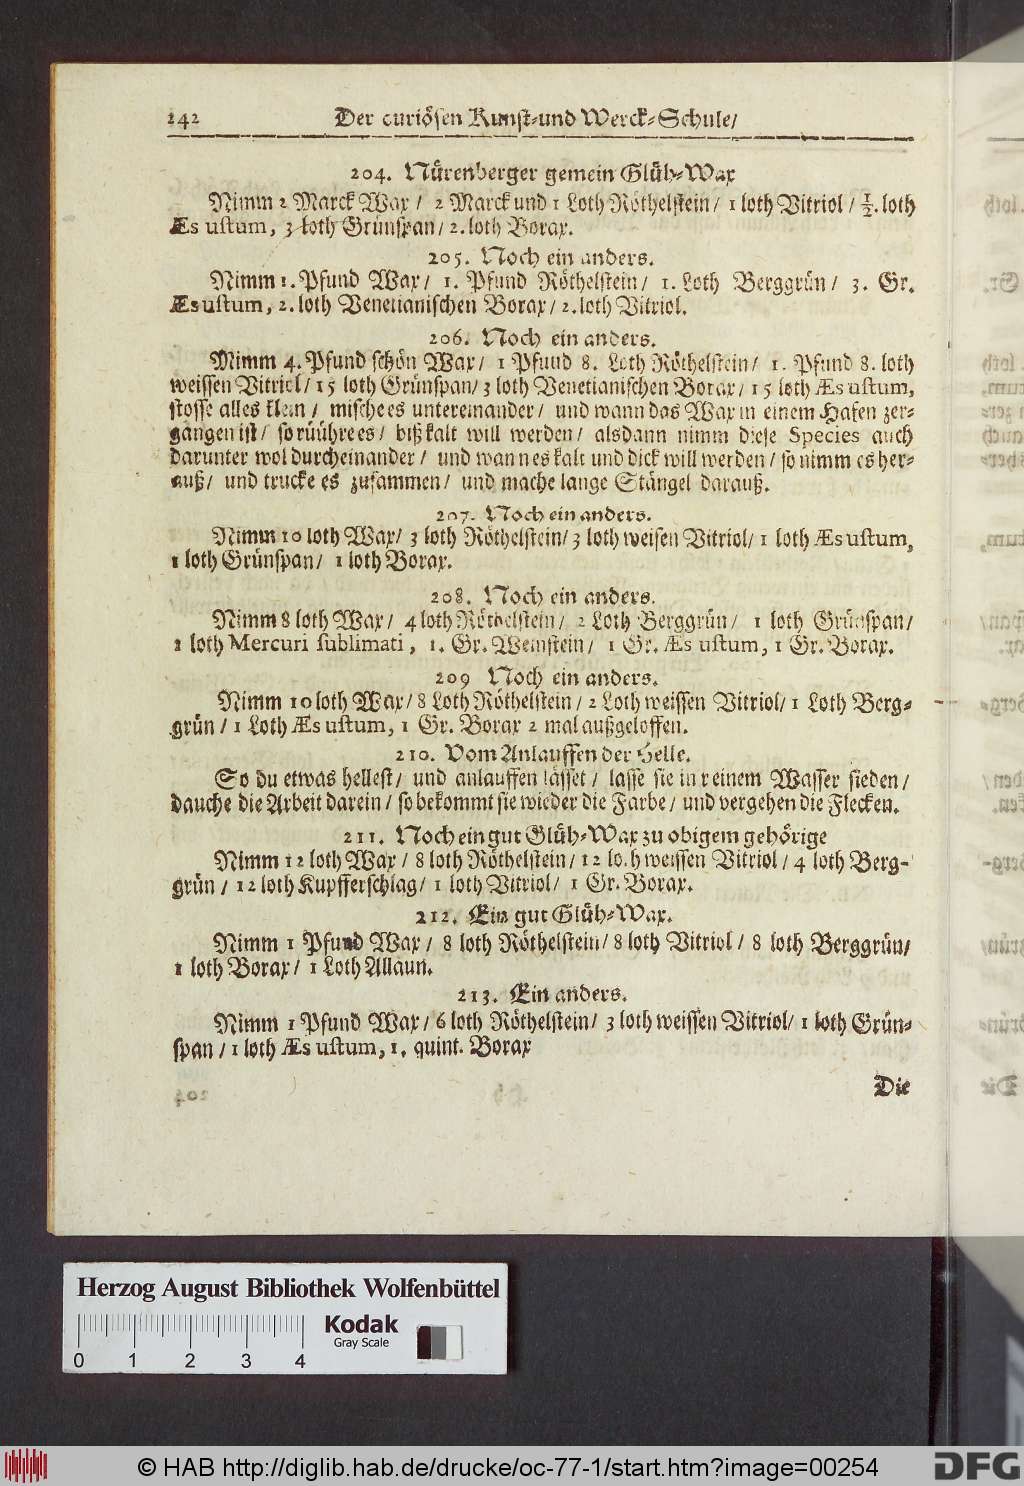 242 Der curiösen Kunst-und Werck-Schule/
204. Nürenberger gemein Glüh-Wax
Nimm 2 Marck Wax / 2 Marck und 1 Loth Röthelstein / 1 loth Vitriol / ½. loth
Æs ustum, 3 loth Grünspan / 2. loth Borax.
205. Noch ein anders.
Nimm 1. Pfund Wax / 1. Pfund Röthelstein / 1. Loth Berggrün / 3. Gr.
Æs ustum, 2. loth Venetianischen Borax / 2. loth Vitriol.
206. Noch ein anders.
Nimm 4. Pfund schön Wax / 1 Pfund 8. Loth Röthelstein / 1. Pfund 8. loth
weissen Vitriol / 15 loth Grünspan / 3 loth Venetianischen Borax / 15 loth Æs ustum,
stosse alles klein / mische es untereinander / und wann das Wax in einem Hafen zer-
gangen ist / so rüühre es / biß kalt will werden / alsdann nimm diese Species auch
darunter wol durcheinander / und wann es kalt und dick will werden / so nimm es her-
auß / und trucke es zusammen / und mache lange Stängel darauß.
207. Noch ein anders.
Nimm 10 loth Wax / 3 loth Röthelstein / 3 loth weisen Vitriol / 1 loth Æs ustum,
1 loth Grünspan / 1 loth Borax.
208. Noch ein anders.
Nimm 8 loth Wax / 4 loth Röthelstein / 2 Loth Berggrün / 1 loth Grünspan /
1 loth Mercuri sublimati, 1. Gr. Weinstein / 1 Gr. Æs ustum, 1 Gr. Borax.
209 Noch ein anders.
Nimm 10 loth Wax / 8 Loth Röthelstein / 2 Loth weissen Vitriol / 1 Loth Berg-
grün / 1 Loth Æs ustum, 1 Gr. Borax 2 mal außgeloffen.
210. Vom Anlauffen der Helle.
So du etwas hellest / und anlauffen lässet / lasse sie in reinem Wasser sieden /
dauche die Arbeit darein / so bekommt sie wieder die Farbe / und vergehen die Flecken.
211. Noch ein gut Glüh-Wax zu obigem gehörige
Nimm 12 loth Wax / 8 loth Röthelstein / 12 loth weissen Vitriol / 4 loth Berg-
grün / 12 loth Kupfferschlag / 1 loth Vitriol / 1 Gr. Borax.
212. Ein gut Glüh-Wax.
Nimm 1 Pfund Wax / 8 loth Röthelstein / 8 loth Vitriol / 8 loth Berggrün /
1 loth Borax / 1 Loth Allaun.
213. Ein anders.
Nimm 1 Pfund Wax / 6 loth Röthelstein / 3 loth weissen Vitriol / 1 loth Grün-
span / 1 loth Æs ustum, 1. quint. Borax
Die
Herzog August Bibliothek Wolfenbüttel
Kodak
Gray Scale
0 1 2 3 4
© HAB http://diglib.hab.de/drucke/oc-77-1/start.htm?image=00254
DFG